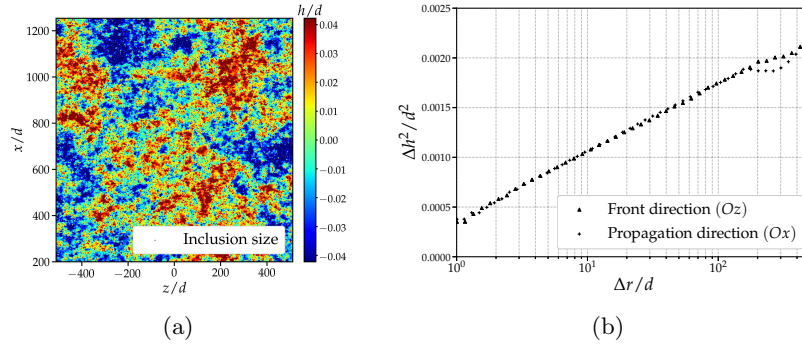 h/d
0.04
0.03
0.02
0.01
0.00
−0.01
−0.02
−0.03
−0.04
1200
1000
800
600
400
200
x/d
Inclusion size
−400 −200 0 200 400
z/d
(a)
0.0025
0.0020
0.0015
0.0010
0.0005
0.0000
Δh²/d²
Front direction (Oz)
Propagation direction (Ox)
10⁰ 10¹ 10²
Δr/d
(b)